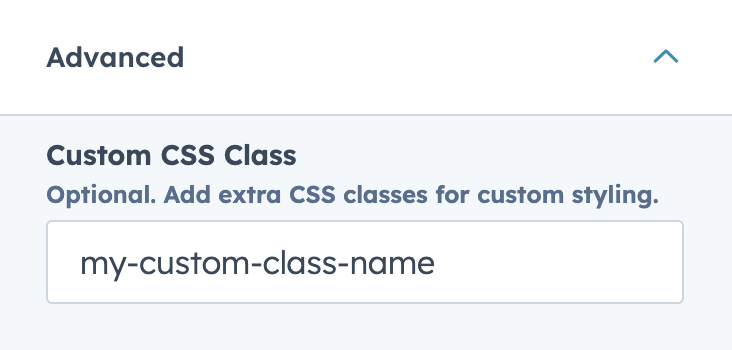 Advanced
Custom CSS Class
Optional. Add extra CSS classes for custom styling.
my-custom-class-name